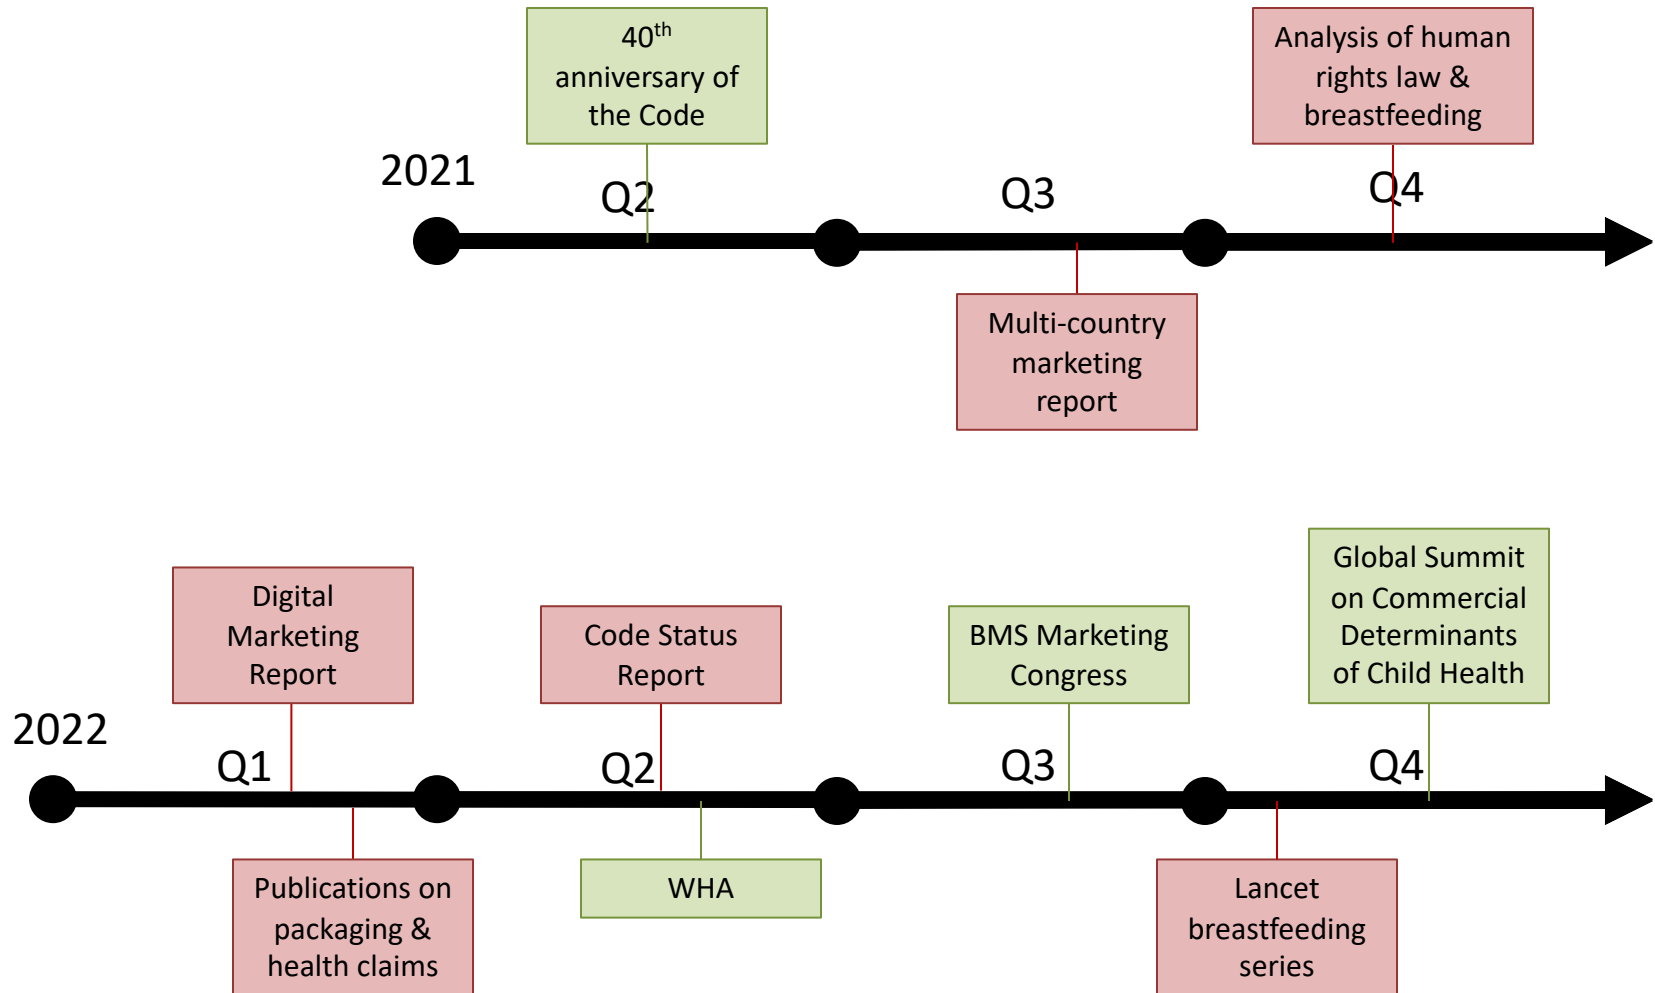 40th
anniversary of
the Code
Analysis of human
rights law &
breastfeeding
2021
Q2
Q3
Q4
Multi-country
marketing
report
Digital
Marketing
Report
Code Status
Report
BMS Marketing
Congress
Global Summit
on Commercial
Determinants
of Child Health
2022
Q1
Q2
Q3
Q4
Publications on
packaging &
health claims
WHA
Lancet
breastfeeding
series